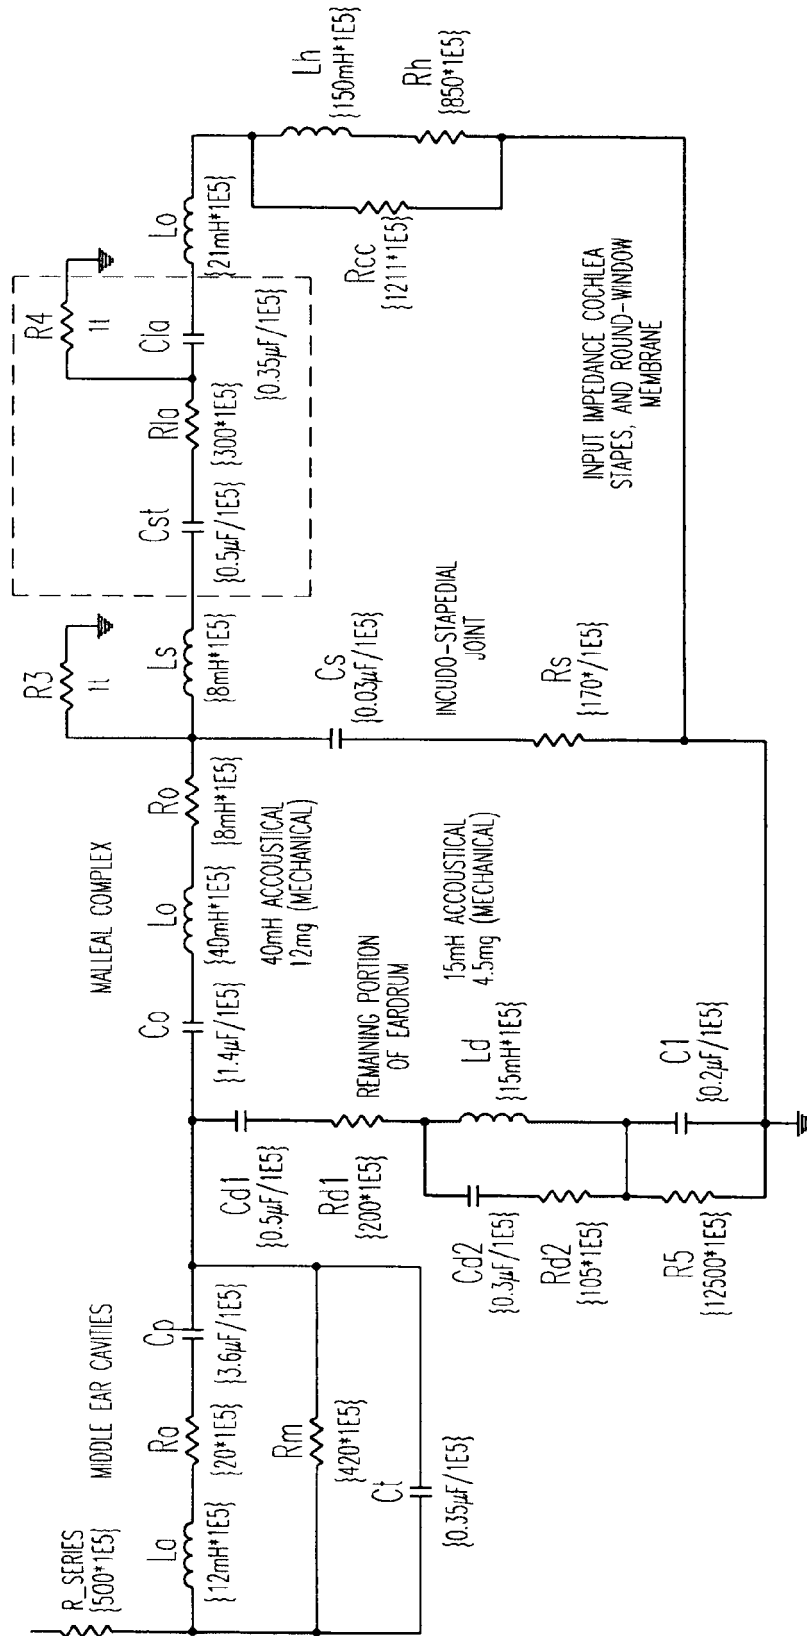 R_SERIES
{500*1E5}
MIDDLE EAR CAVITIES
La
{12mH*1E5}
Ra
{20*1E5}
Cp
{3.6µF/1E5}
Rm
{420*1E5}
Ct
{0.35µF/1E5}
Cd1
{0.5µF/1E5}
Rd1
{200*1E5}
REMAINING PORTION
OF EARDRUM
Cd2
{0.3µF/1E5}
Rd2
{105*1E5}
R5
{12500*1E5}
Ld
{15mH*1E5}
15mH ACCOUSTICAL
4.5mg (MECHANICAL)
C1
{0.2µF/1E5}
MALLEAL COMPLEX
Co
{1.4µF/1E5}
Lo
{40mH*1E5}
40mH ACCOUSTICAL
12mg (MECHANICAL)
Ro
{8mH*1E5}
R3
1t
Ls
{8mH*1E5}
Cs
{0.03µF/1E5}
INCUDO-STAPEDIAL
JOINT
Rs
{170*/1E5}
Cst
{0.5µF/1E5}
Rla
{300*1E5}
R4
1t
Cla
{0.35µF/1E5}
Lo
{21mH*1E5}
Rcc
{1211*1E5}
Lh
{150mH*1E5}
Rh
{850*1E5}
INPUT IMPEDANCE COCHLEA
STAPES, AND ROUND-WINDOW
MEMBRANE